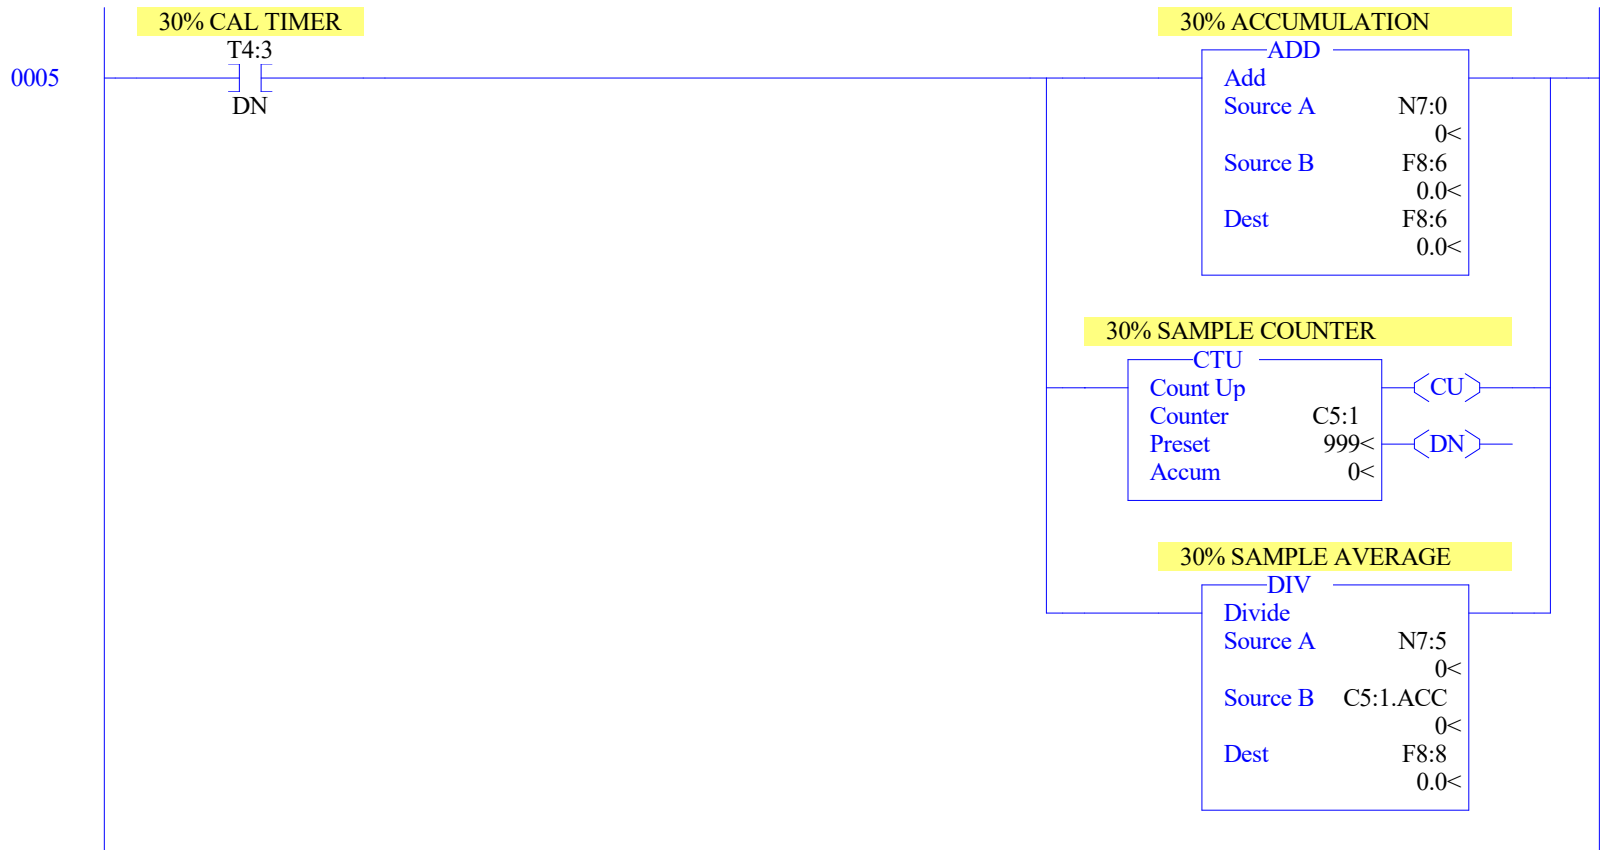 30% CAL TIMER
T4:3
DN
0005
30% ACCUMULATION
ADD
Add
Source A N7:0
0<
Source B F8:6
0.0<
Dest F8:6
0.0<
30% SAMPLE COUNTER
CTU
Count Up
Counter C5:1
Preset 999<
Accum 0<
CU
DN
30% SAMPLE AVERAGE
DIV
Divide
Source A N7:5
0<
Source B C5:1.ACC
0<
Dest F8:8
0.0<